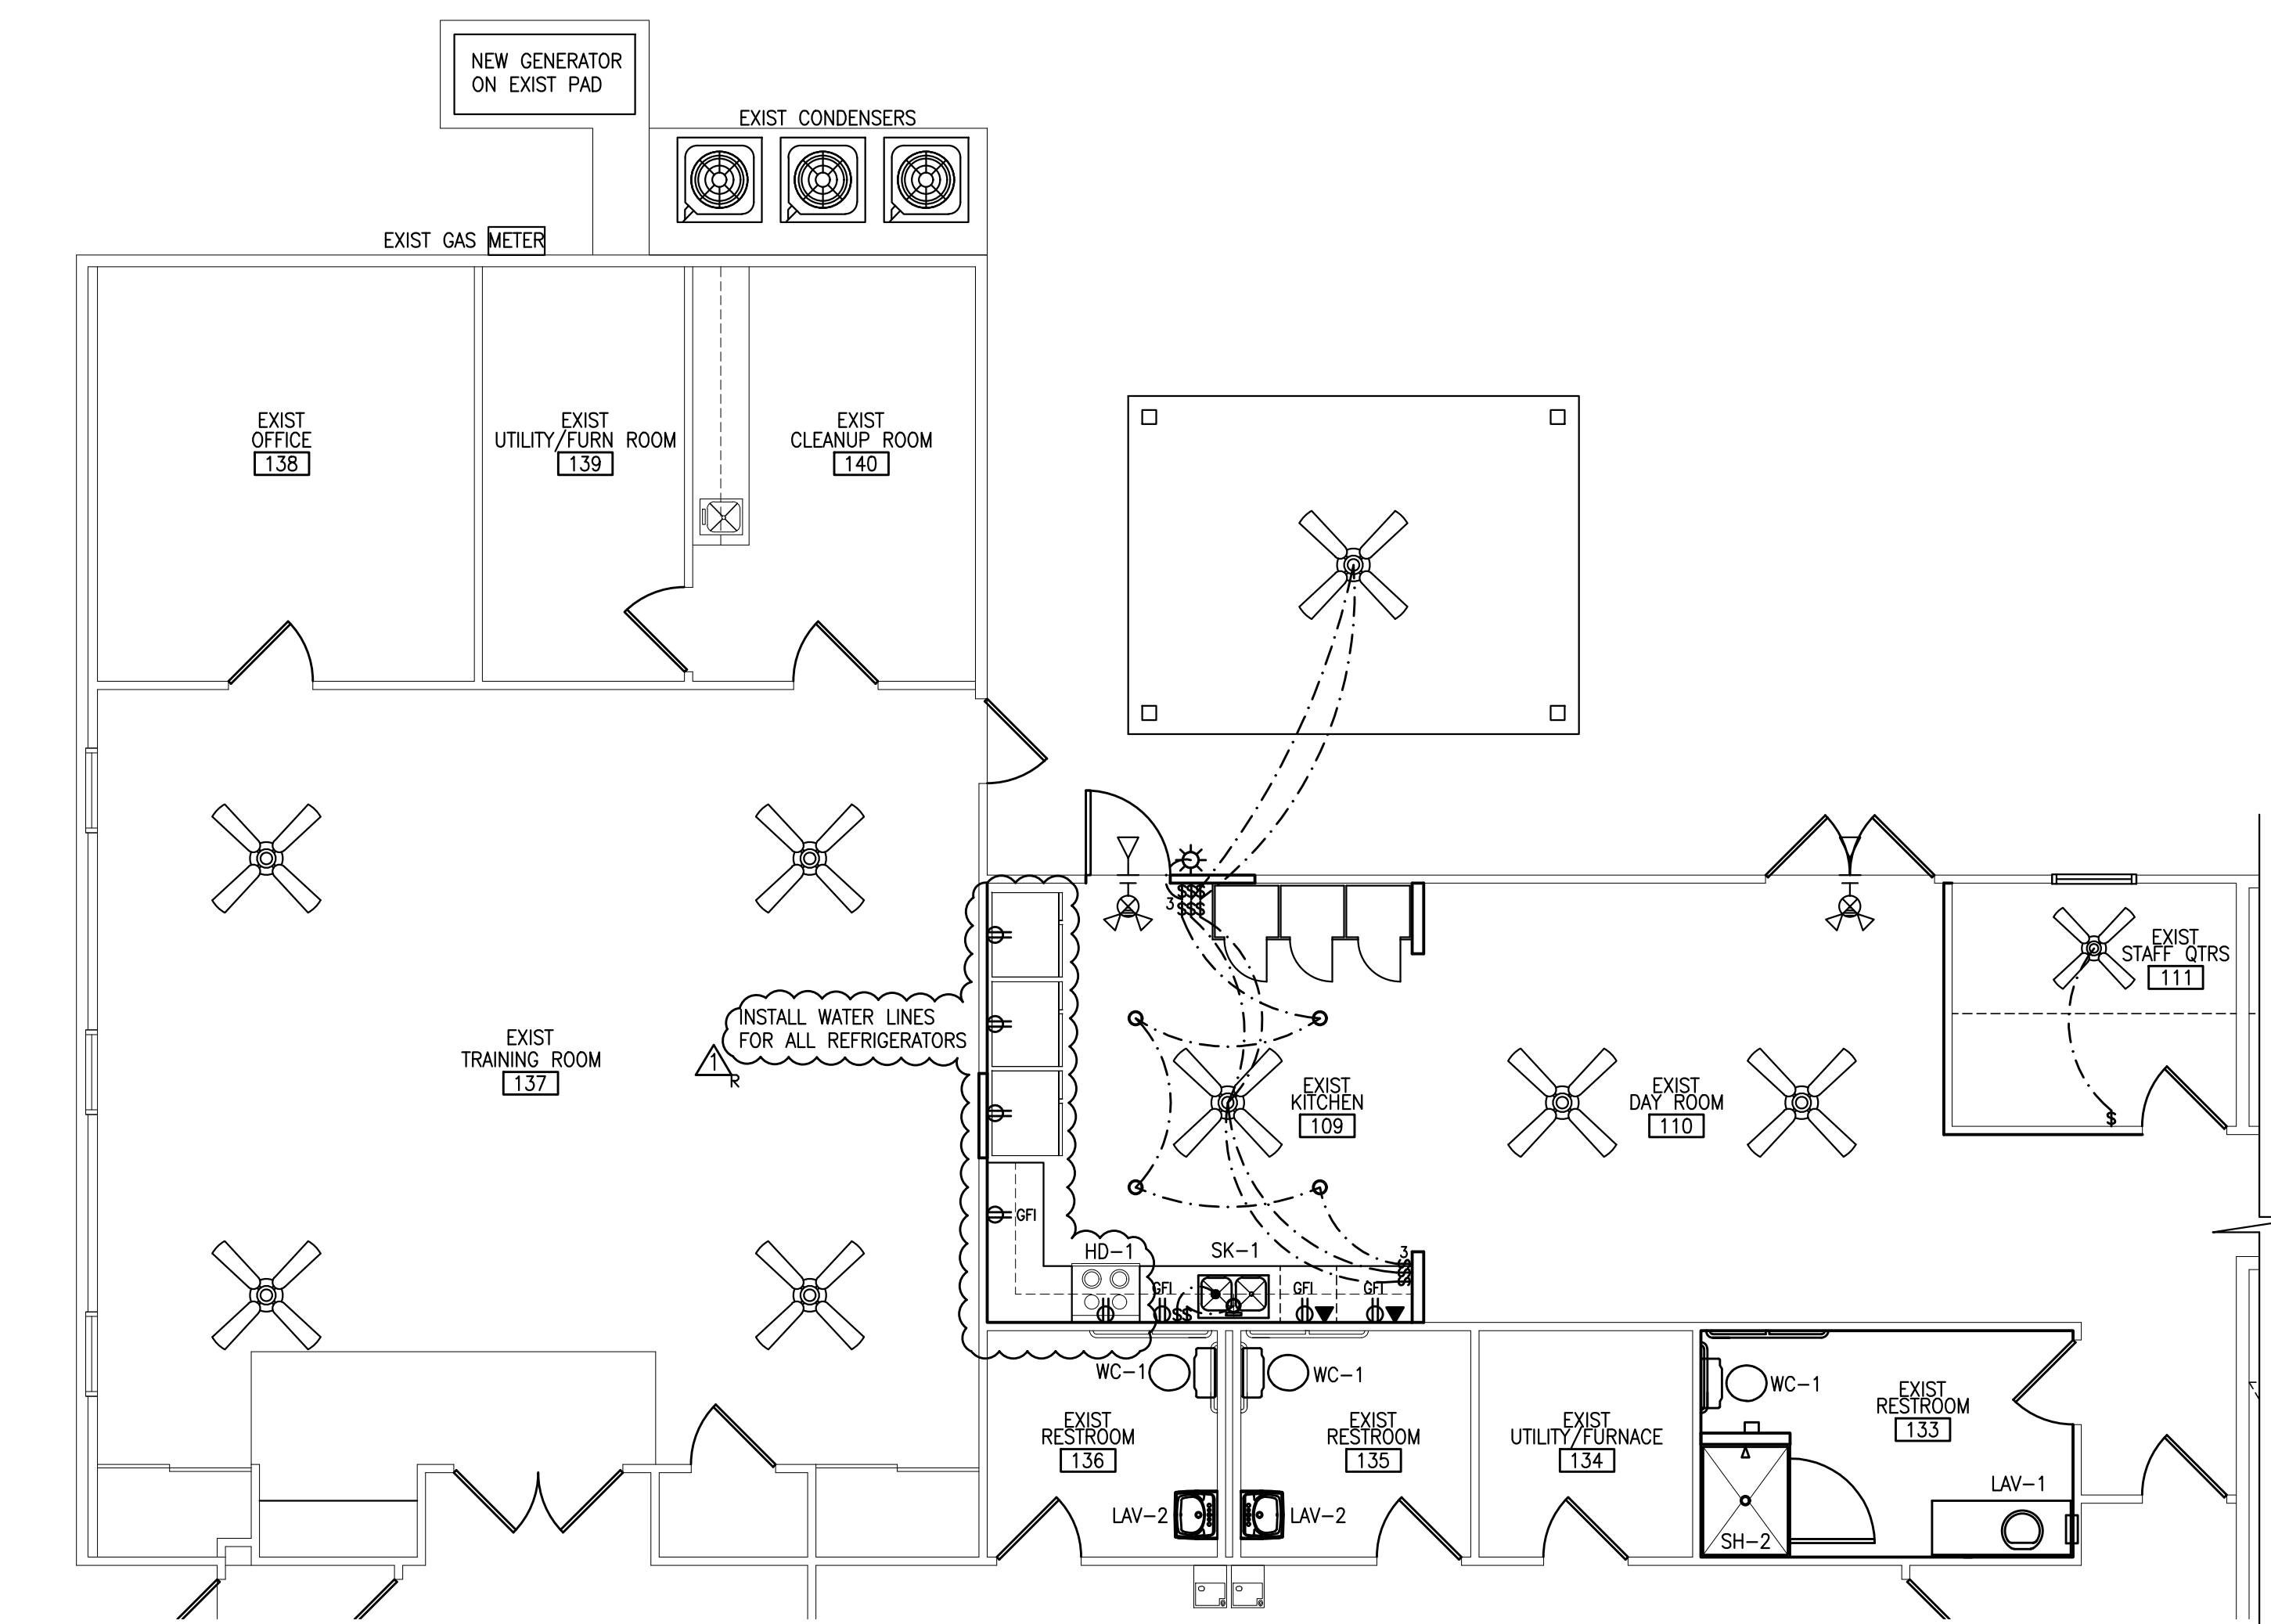 NEW GENERATOR
ON EXIST PAD
EXIST CONDENSERS
EXIST GAS METER
EXIST
OFFICE
138
EXIST
UTILITY/FURN ROOM
139
EXIST
CLEANUP ROOM
140
$$$
3 $$$
EXIST
STAFF QTRS
111
$
INSTALL WATER LINES
FOR ALL REFRIGERATORS
1
R
EXIST
TRAINING ROOM
137
EXIST
KITCHEN
109
EXIST
DAY ROOM
110
GFI
HD-1
SK-1
3
$$$
GFI
$$
GFI
GFI
WC-1
WC-1
WC-1
EXIST
RESTROOM
136
EXIST
RESTROOM
135
EXIST
UTILITY/FURNACE
134
EXIST
RESTROOM
133
LAV-1
LAV-2
LAV-2
SH-2